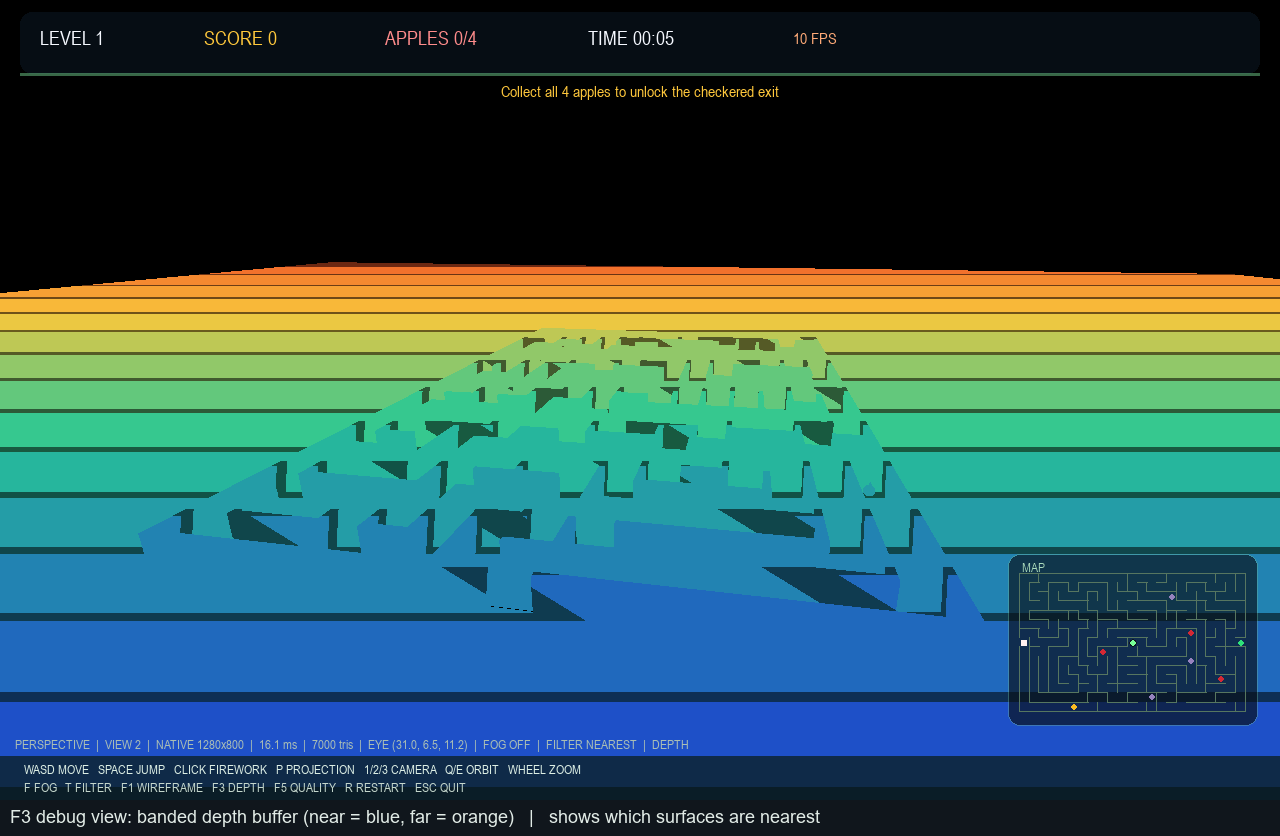 LEVEL 1 SCORE 0 APPLES 0/4 TIME 00:05 10 FPS
Collect all 4 apples to unlock the checkered exit
MAP
PERSPECTIVE | VIEW 2 | NATIVE 1280x800 | 16.1 ms | 7000 tris | EYE (31.0, 6.5, 11.2) | FOG OFF | FILTER NEAREST | DEPTH
WASD MOVE SPACE JUMP CLICK FIREWORK P PROJECTION 1/2/3 CAMERA Q/E ORBIT WHEEL ZOOM
F FOG T FILTER F1 WIREFRAME F3 DEPTH F5 QUALITY R RESTART ESC QUIT
F3 debug view: banded depth buffer (near = blue, far = orange) | shows which surfaces are nearest